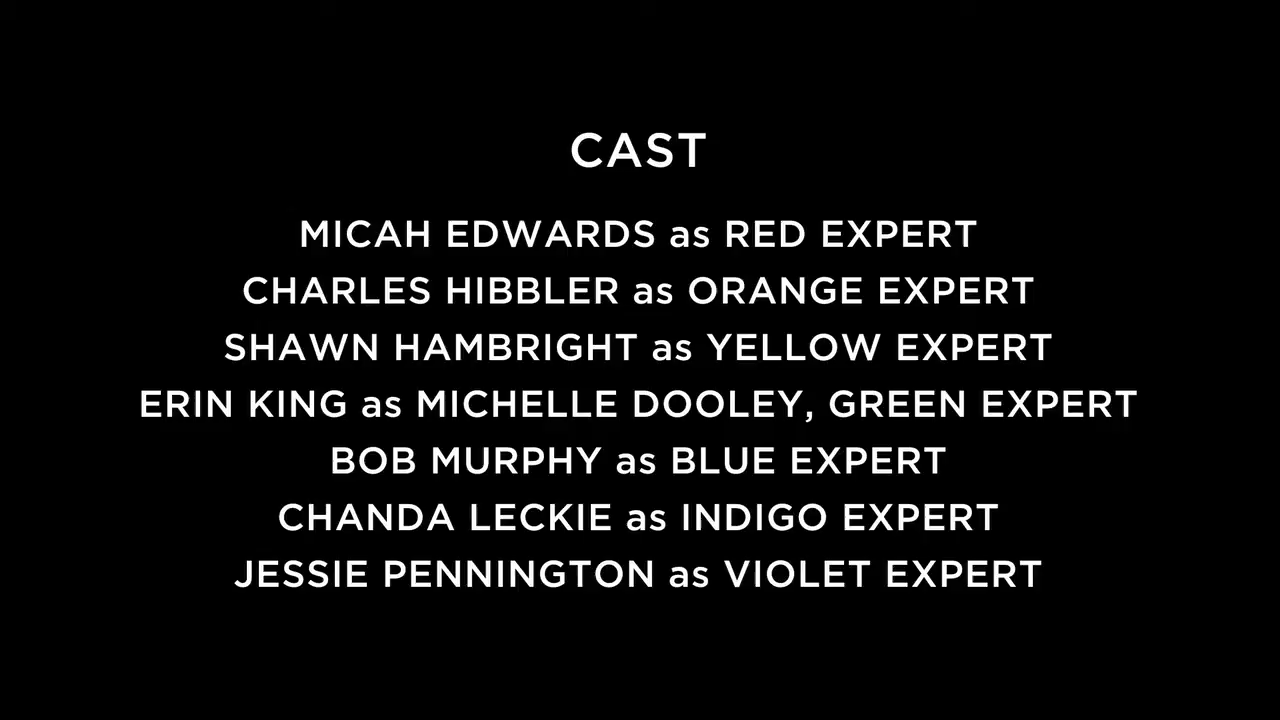 CAST
MICAH EDWARDS as RED EXPERT
CHARLES HIBBLER as ORANGE EXPERT
SHAWN HAMBRIGHT as YELLOW EXPERT
ERIN KING as MICHELLE DOOLEY, GREEN EXPERT
BOB MURPHY as BLUE EXPERT
CHANDA LECKIE as INDIGO EXPERT
JESSIE PENNINGTON as VIOLET EXPERT